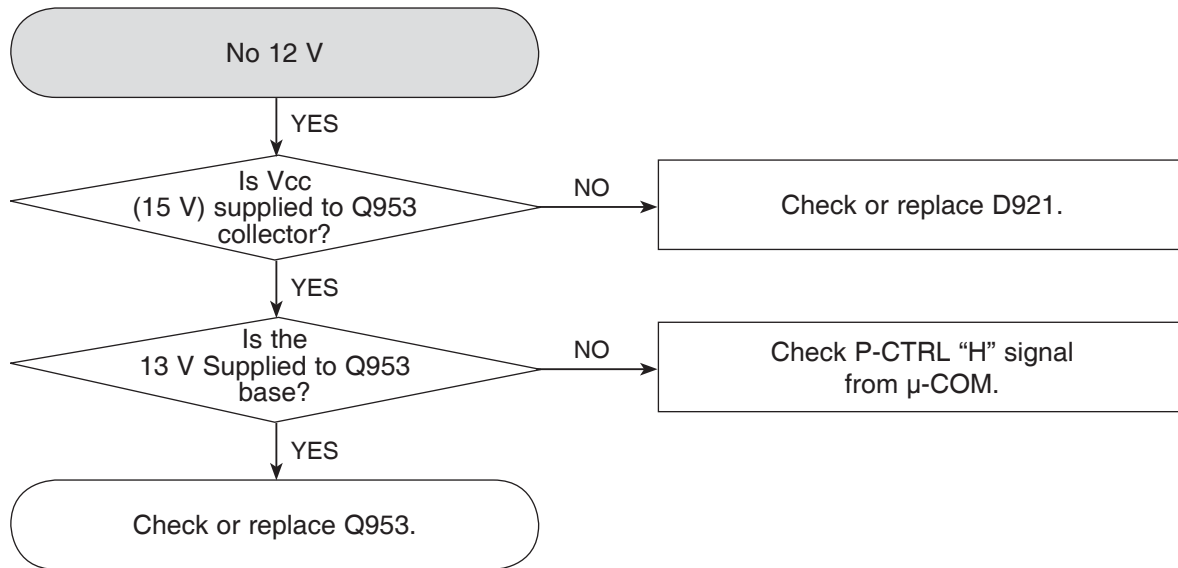 No 12 V
YES
Is Vcc
(15 V) supplied to Q953
collector?
NO
Check or replace D921.
YES
Is the
13 V Supplied to Q953
base?
NO
Check P-CTRL “H” signal
from µ-COM.
YES
Check or replace Q953.